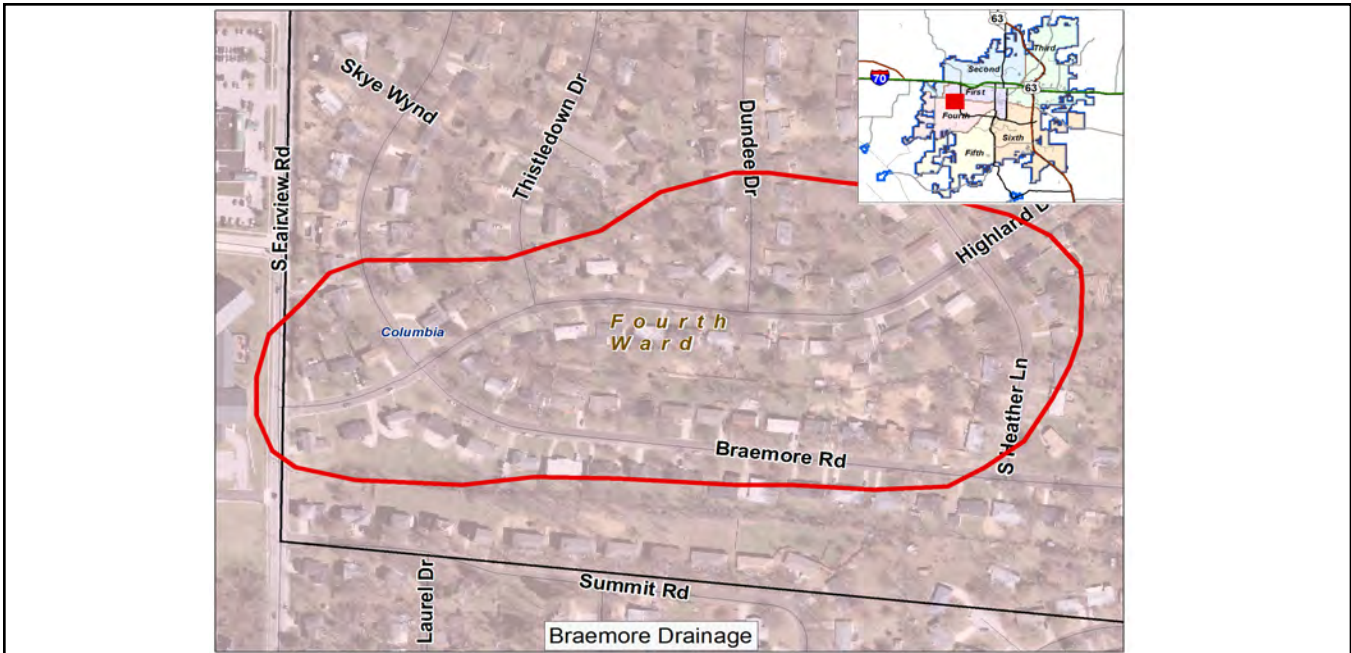 63
Third
Second
70
63
First
Fourth
Sixth
Fifth
Skye Wynd
Thistledown Dr
Dundee Dr
S Fairview Rd
Highland
Columbia
Fourth
Ward
S Heather Ln
Braemore Rd
Laurel Dr
Summit Rd
Braemore Drainage